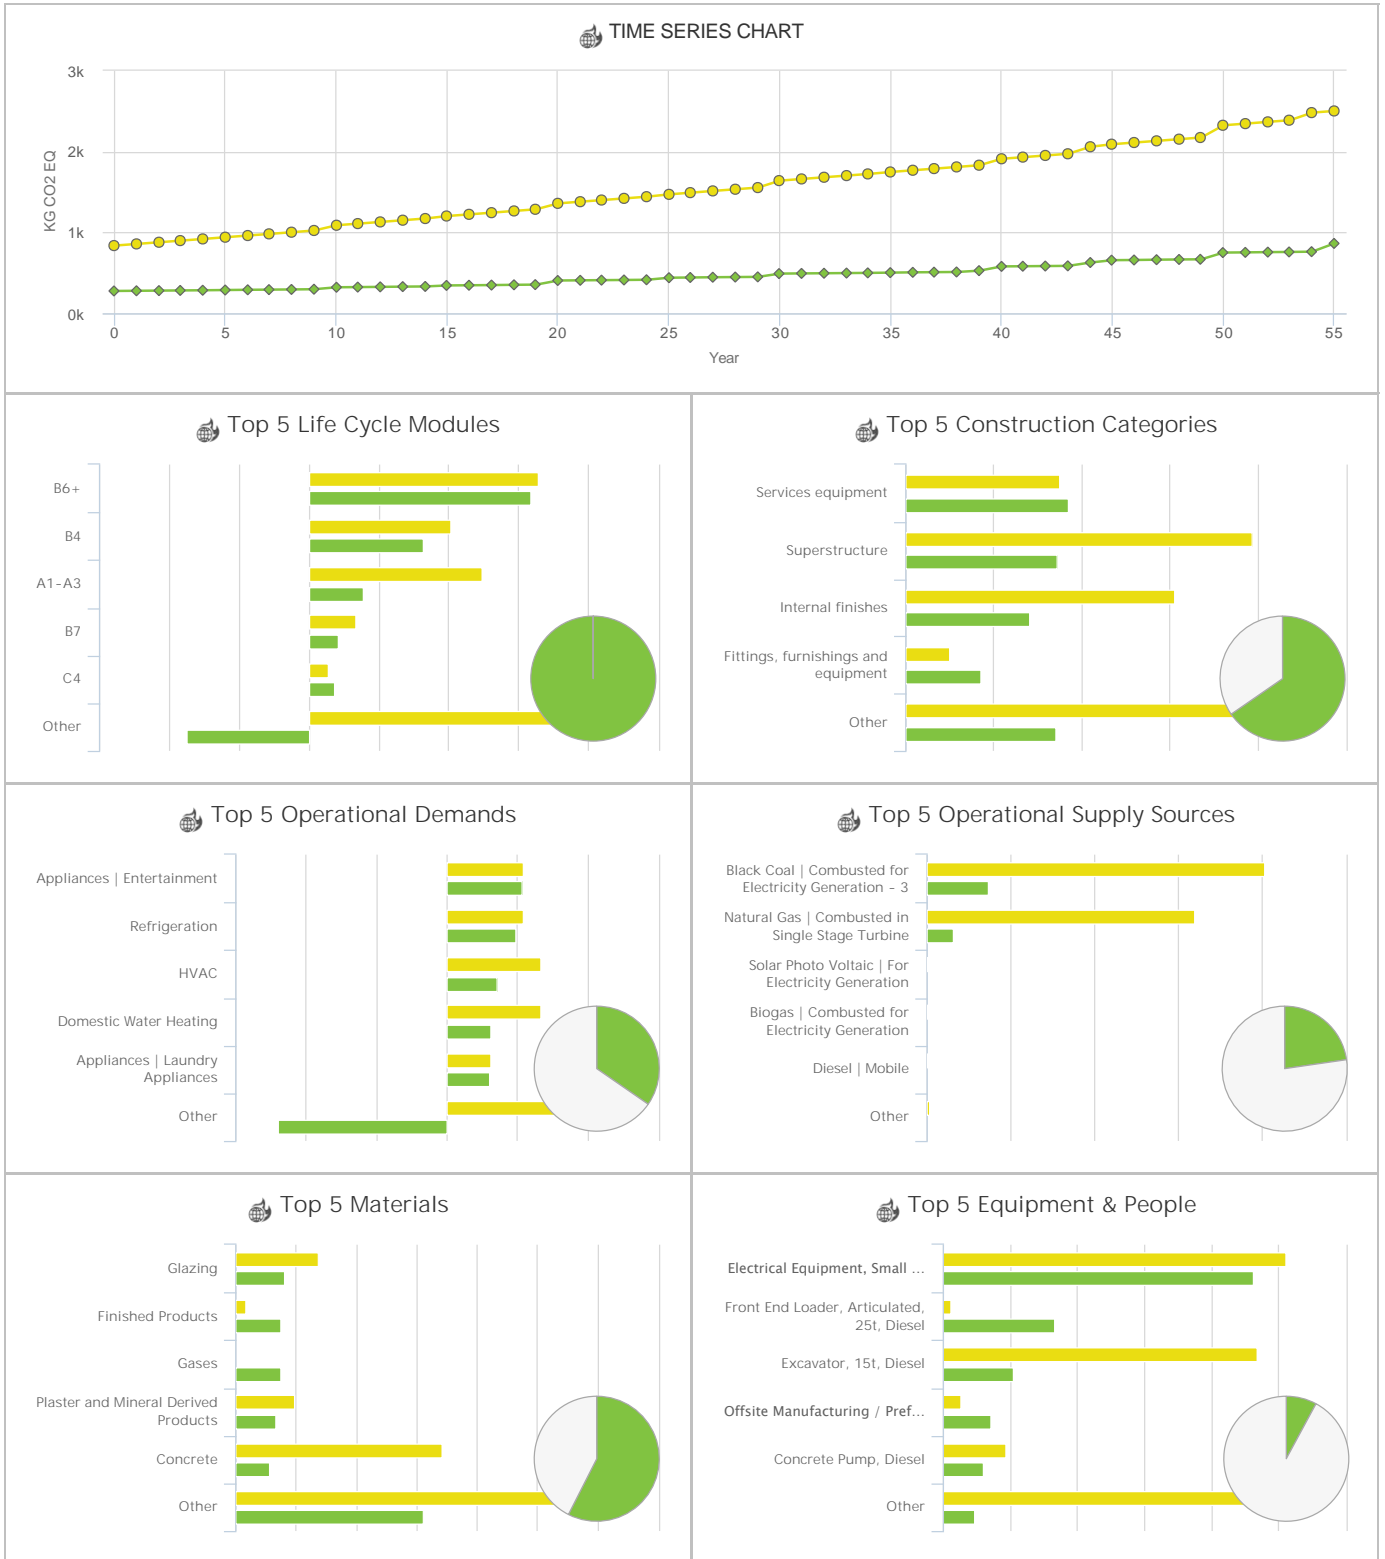 TIME SERIES CHART
3k
2k
1k
0k
KG CO2 EQ
0 5 10 15 20 25 30 35 40 45 50 55
Year
Top 5 Life Cycle Modules
B6+
B4
A1-A3
B7
C4
Other
Top 5 Construction Categories
Services equipment
Superstructure
Internal finishes
Fittings, furnishings and
equipment
Other
Top 5 Operational Demands
Appliances | Entertainment
Refrigeration
HVAC
Domestic Water Heating
Appliances | Laundry
Appliances
Other
Top 5 Operational Supply Sources
Black Coal | Combusted for
Electricity Generation - 3
Natural Gas | Combusted in
Single Stage Turbine
Solar Photo Voltaic | For
Electricity Generation
Biogas | Combusted for
Electricity Generation
Diesel | Mobile
Other
Top 5 Materials
Glazing
Finished Products
Gases
Plaster and Mineral Derived
Products
Concrete
Other
Top 5 Equipment & People
Electrical Equipment, Small ...
Front End Loader, Articulated,
25t, Diesel
Excavator, 15t, Diesel
Offsite Manufacturing / Pref...
Concrete Pump, Diesel
Other